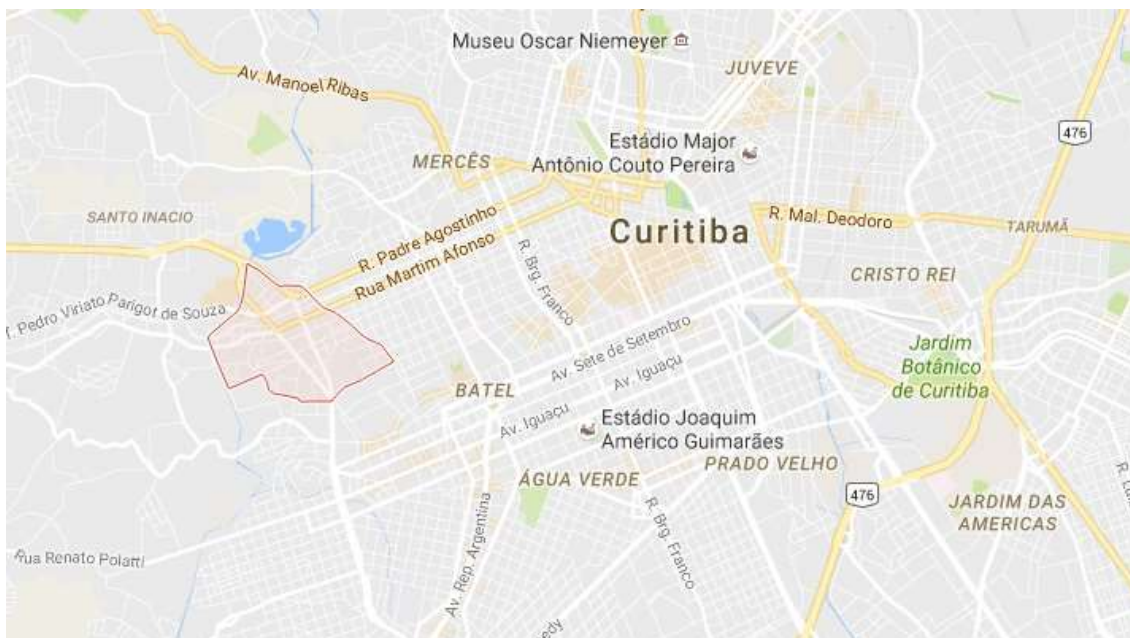 Museu Oscar Niemeyer
JUVEVE
Av. Manoel Ribas
476
Estádio Major
Antônio Couto Pereira
MERCÊS
SANTO INACIO
R. Padre Agostinho
Rua Martim Afonso
Curitiba
R. Mal. Deodoro
TARUMÃ
R. Brg. Franco
CRISTO REI
r. Pedro Viriato Parigot de Souza
Av. Sete de Setembro
Jardim
Botânico
de Curitiba
Av. Iguaçu
BATEL
Av. Iguaçu
Estádio Joaquim
Américo Guimarães
ÁGUA VERDE
PRADO VELHO
476
JARDIM DAS
AMERICAS
R. Brg. Franco
Av. Rep. Argentina
Rua Renato Polatti